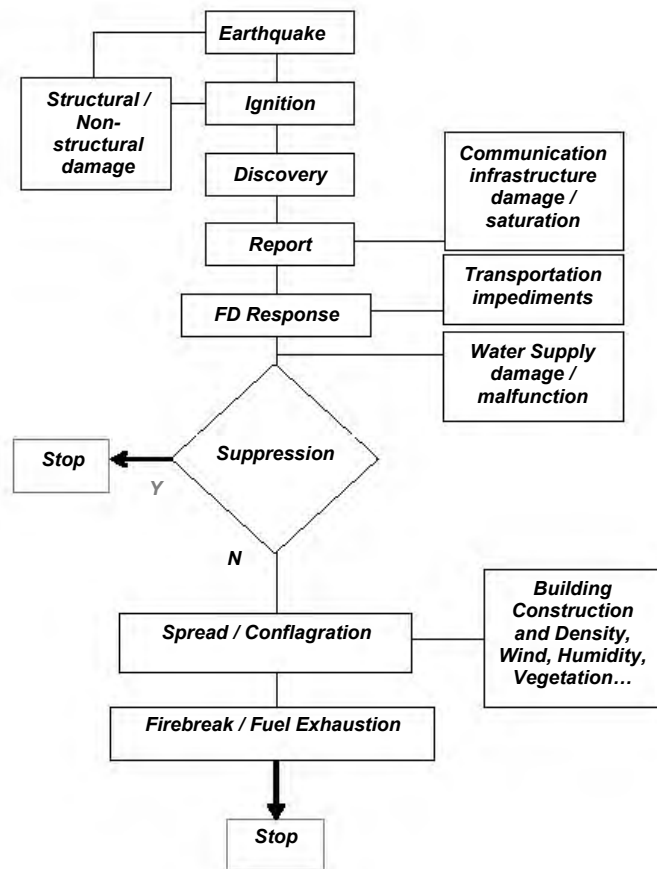 Earthquake
Structural /
Non-
structural
damage
Ignition
Discovery
Communication
infrastructure
damage /
saturation
Report
Transportation
impediments
FD Response
Water Supply
damage /
malfunction
Suppression
Stop
Y
N
Building
Construction
and Density,
Wind, Humidity,
Vegetation…
Spread / Conflagration
Firebreak / Fuel Exhaustion
Stop